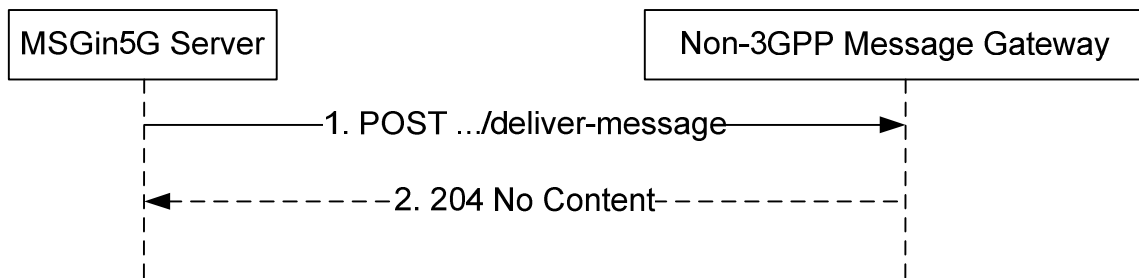 MSGin5G Server
Non-3GPP Message Gateway
1. POST .../deliver-message
2. 204 No Content